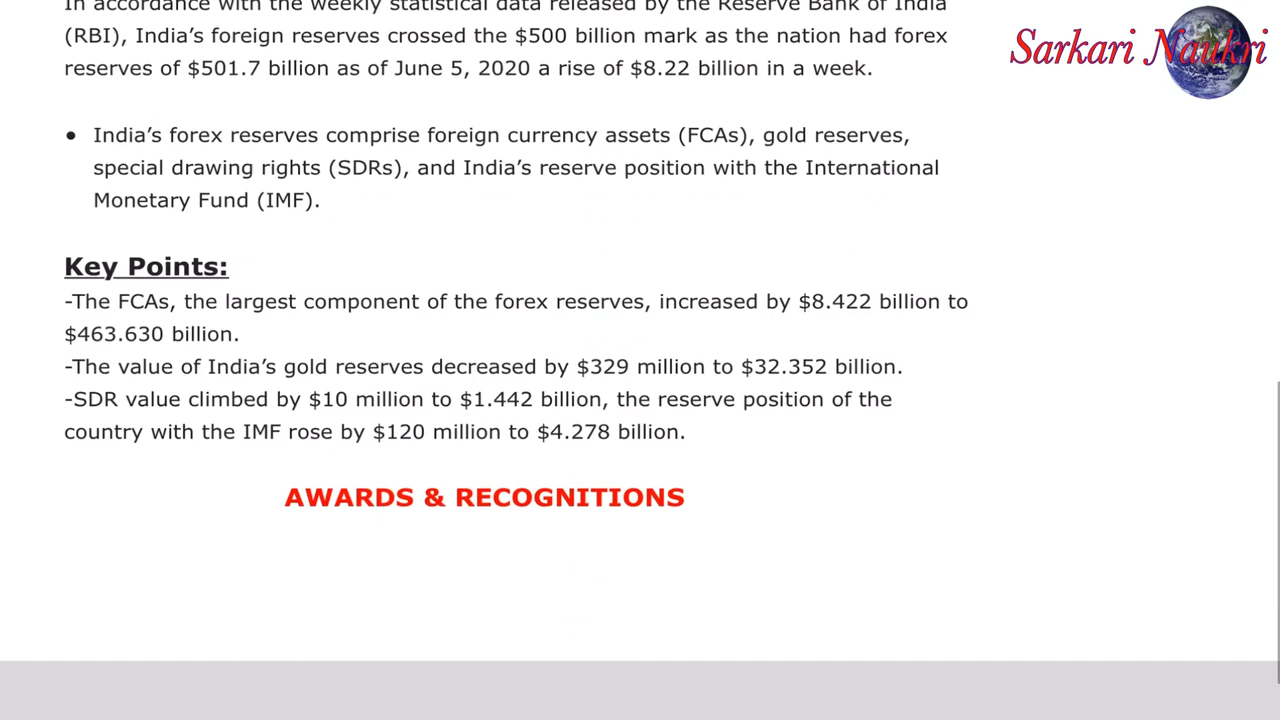 In accordance with the weekly statistical data released by the Reserve Bank of India
(RBI), India’s foreign reserves crossed the $500 billion mark as the nation had forex
reserves of $501.7 billion as of June 5, 2020 a rise of $8.22 billion in a week.
Sarkari Naukri
● India’s forex reserves comprise foreign currency assets (FCAs), gold reserves,
special drawing rights (SDRs), and India’s reserve position with the International
Monetary Fund (IMF).
Key Points:
-The FCAs, the largest component of the forex reserves, increased by $8.422 billion to
$463.630 billion.
-The value of India’s gold reserves decreased by $329 million to $32.352 billion.
-SDR value climbed by $10 million to $1.442 billion, the reserve position of the
country with the IMF rose by $120 million to $4.278 billion.
AWARDS & RECOGNITIONS